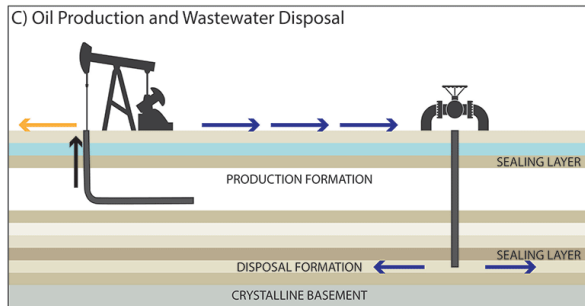 C) Oil Production and Wastewater Disposal
SEALING LAYER
PRODUCTION FORMATION
SEALING LAYER
DISPOSAL FORMATION
CRYSTALLINE BASEMENT